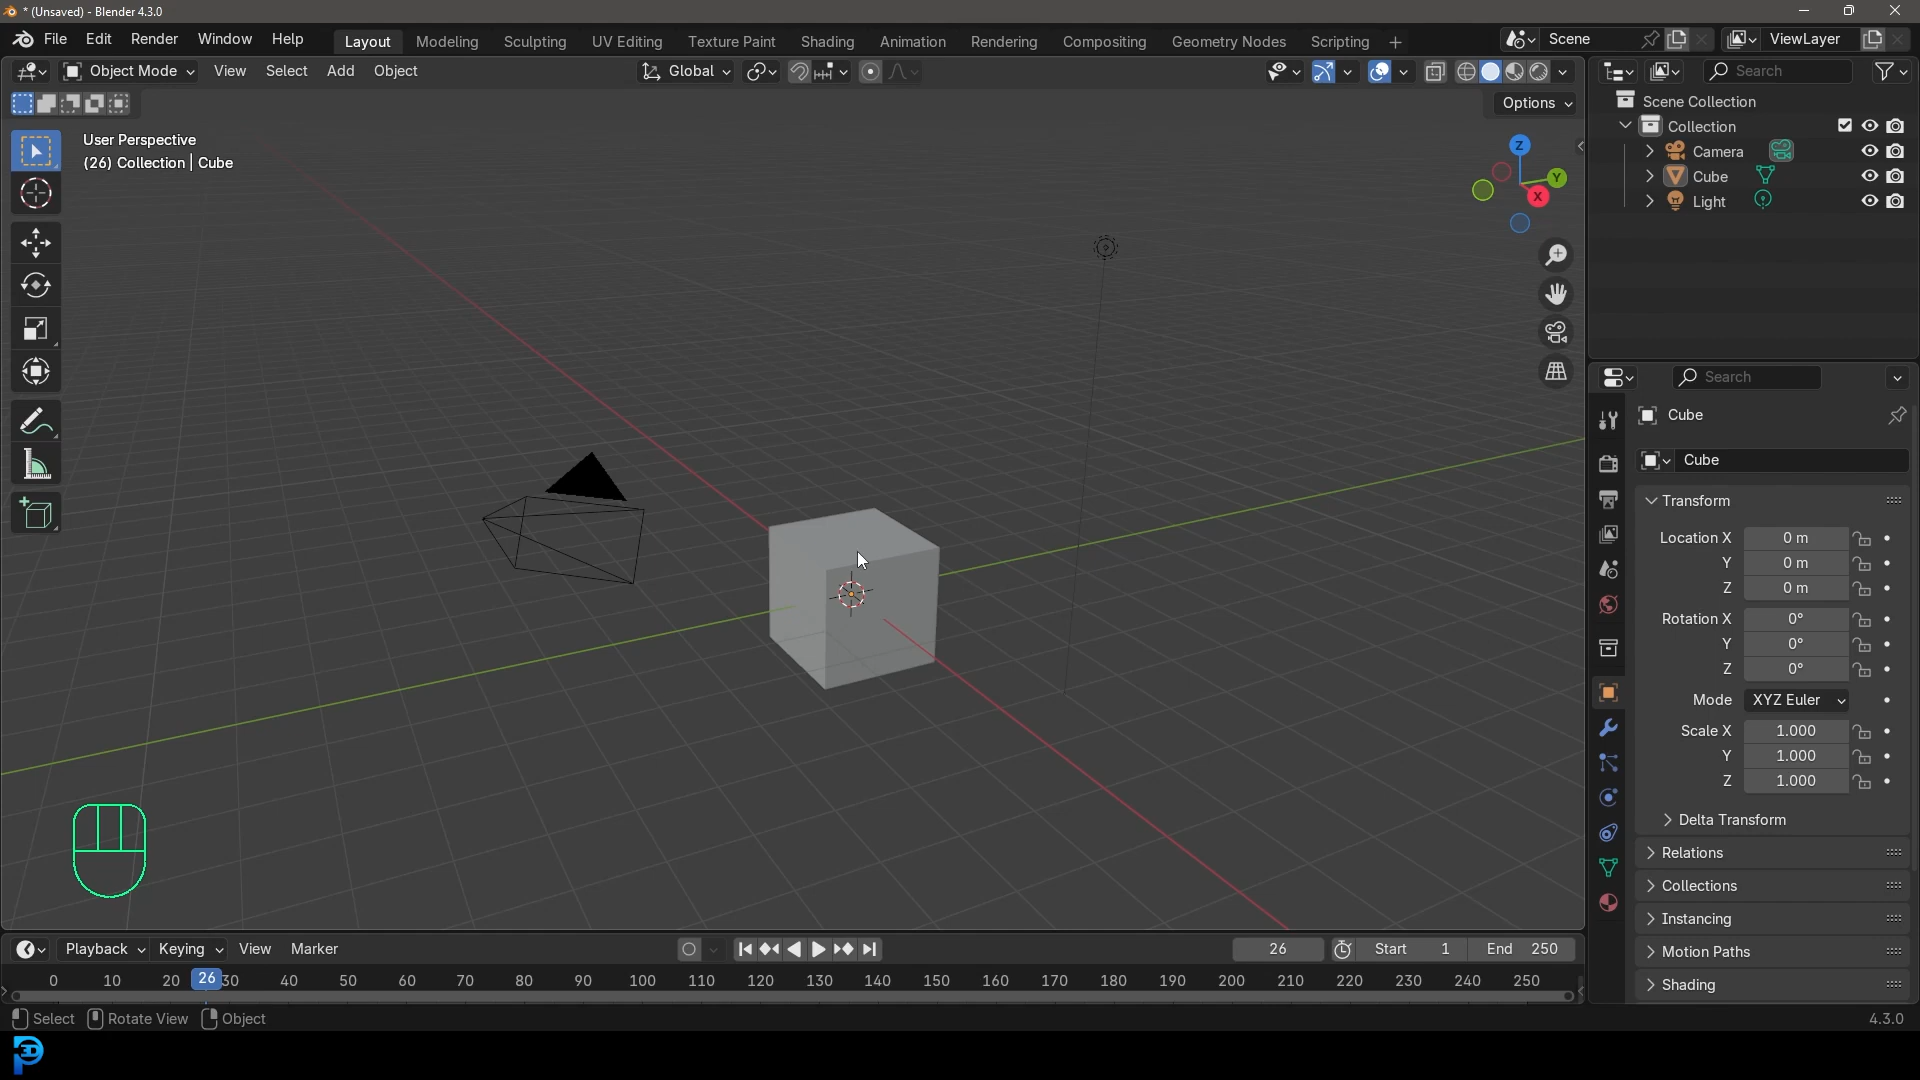 * (Unsaved) - Blender 4.3.0
File Edit Render Window Help Layout Modeling Sculpting UV Editing Texture Paint Shading Animation Rendering Compositing Geometry Nodes Scripting + Scene ViewLayer
Object Mode View Select Add Object Global Search
Options
User Perspective
(26) Collection | Cube
Z
Y
X
Scene Collection
Collection
Camera
Cube
Light
Search
Cube
Cube
Transform
Location X 0 m
Y 0 m
Z 0 m
Rotation X 0°
Y 0°
Z 0°
Mode XYZ Euler
Scale X 1.000
Y 1.000
Z 1.000
Delta Transform
Relations
Collections
Instancing
Motion Paths
Shading
Playback Keying View Marker 26 Start 1 End 250
0 10 20 26 30 40 50 60 70 80 90 100 110 120 130 140 150 160 170 180 190 200 210 220 230 240 250
Select Rotate View Object 4.3.0